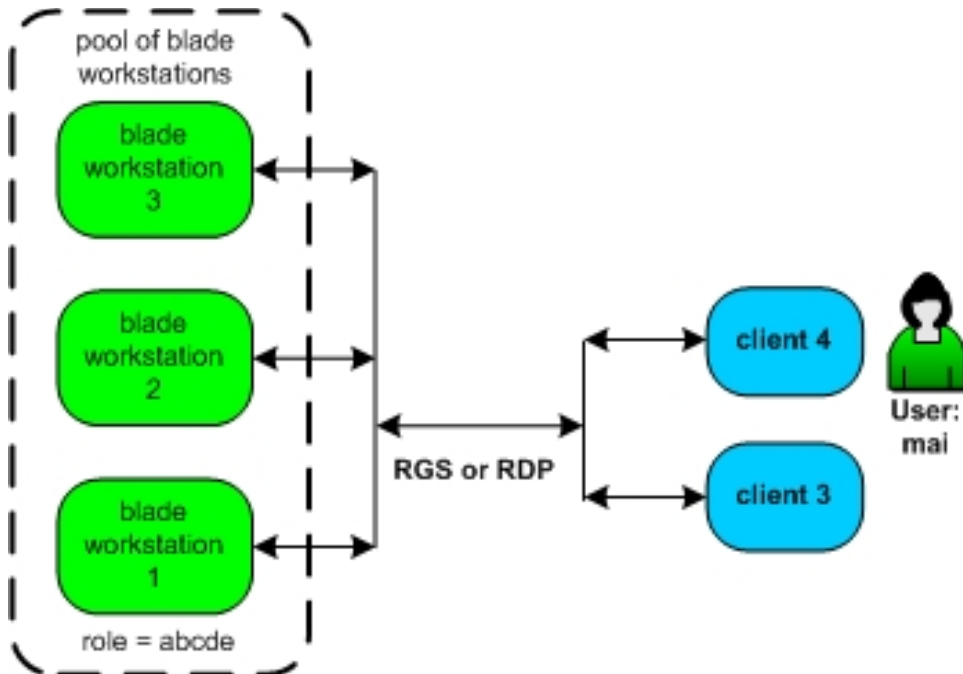 pool of blade
workstations
blade
workstation
3
blade
workstation
2
blade
workstation
1
role = abcde
RGS or RDP
client 4
client 3
User:
mai